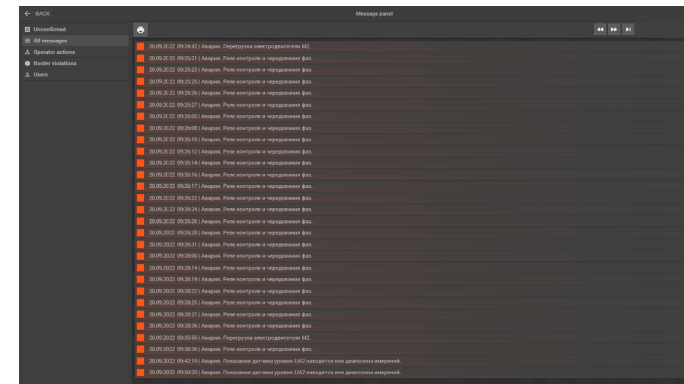 BACK
Message panel
Unconfirmed
All messages
Operator actions
Border violations
Users
20.09.2022 09:24:42 | Авария. Перегрузка электродвигателя М2.
20.09.2022 09:25:21 | Авария. Реле контроля и чередования фаз.
20.09.2022 09:25:23 | Авария. Реле контроля и чередования фаз.
20.09.2022 09:25:25 | Авария. Реле контроля и чередования фаз.
20.09.2022 09:25:26 | Авария. Реле контроля и чередования фаз.
20.09.2022 09:25:27 | Авария. Реле контроля и чередования фаз.
20.09.2022 09:26:05 | Авария. Реле контроля и чередования фаз.
20.09.2022 09:26:08 | Авария. Реле контроля и чередования фаз.
20.09.2022 09:26:10 | Авария. Реле контроля и чередования фаз.
20.09.2022 09:26:12 | Авария. Реле контроля и чередования фаз.
20.09.2022 09:26:14 | Авария. Реле контроля и чередования фаз.
20.09.2022 09:26:16 | Авария. Реле контроля и чередования фаз.
20.09.2022 09:26:17 | Авария. Реле контроля и чередования фаз.
20.09.2022 09:26:22 | Авария. Реле контроля и чередования фаз.
20.09.2022 09:26:24 | Авария. Реле контроля и чередования фаз.
20.09.2022 09:26:26 | Авария. Реле контроля и чередования фаз.
20.09.2022 09:26:28 | Авария. Реле контроля и чередования фаз.
20.09.2022 09:26:31 | Авария. Реле контроля и чередования фаз.
20.09.2022 09:28:00 | Авария. Реле контроля и чередования фаз.
20.09.2022 09:28:14 | Авария. Реле контроля и чередования фаз.
20.09.2022 09:28:19 | Авария. Реле контроля и чередования фаз.
20.09.2022 09:28:22 | Авария. Реле контроля и чередования фаз.
20.09.2022 09:28:25 | Авария. Реле контроля и чередования фаз.
20.09.2022 09:28:27 | Авария. Реле контроля и чередования фаз.
20.09.2022 09:28:36 | Авария. Реле контроля и чередования фаз.
20.09.2022 09:35:56 | Авария. Перегрузка электродвигателя М2.
20.09.2022 09:38:36 | Авария. Реле контроля и чередования фаз.
20.09.2022 09:42:19 | Авария. Показания датчика уровня LIA2 находится вне диапазона измерений.
20.09.2022 09:50:20 | Авария. Показания датчика уровня LIA2 находится вне диапазона измерений.